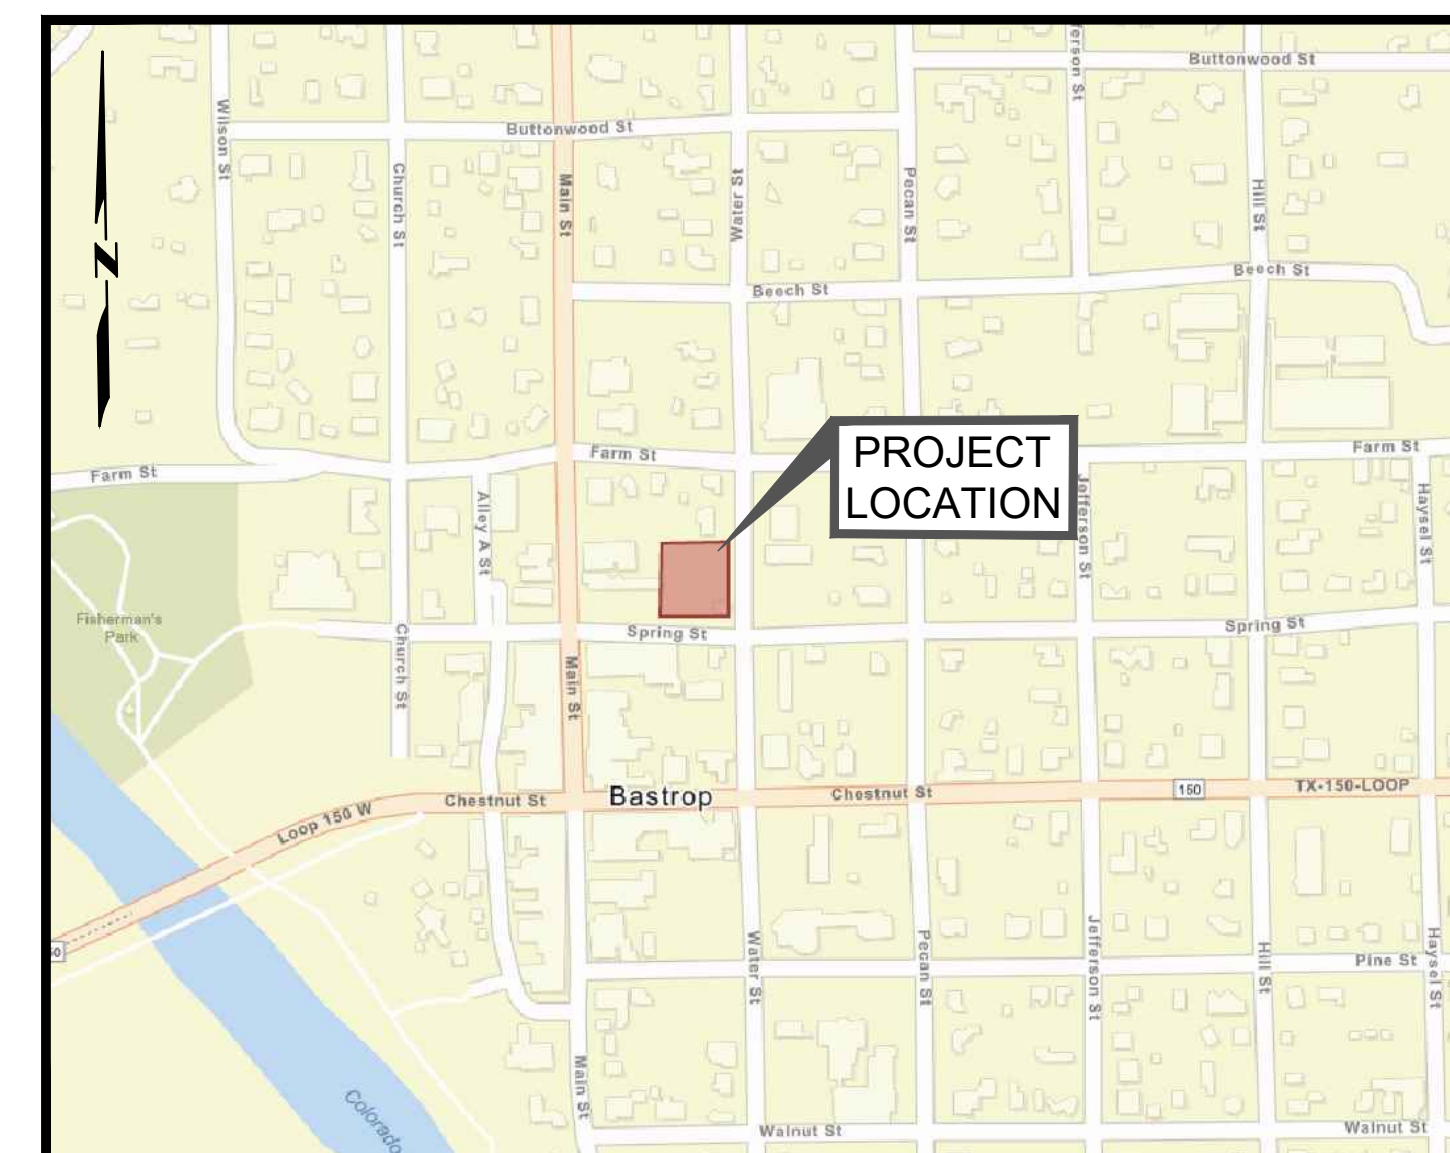 Jefferson St
Buttonwood St
Wilson St
Buttonwood St
Church St
Main St
Water St
Pecan St
Hill St
N
Beech St
Beech St
Farm St
Farm St
Farm St
PROJECT
LOCATION
Alley A St
Jefferson St
Haysel St
Fisherman's
Park
Church St
Spring St
Spring St
Main St
Chestnut St
Bastrop
Chestnut St
150
TX-150-LOOP
Loop 150 W
Water St
Pecan St
Jefferson St
Hill St
Pine St
Haysel St
Main St
Colorado
Walnut St
Walnut St